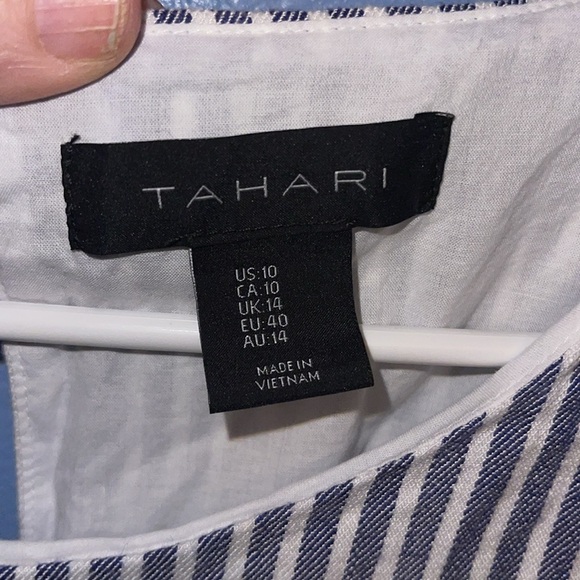 TAHARI
US:10
CA:10
UK:14
EU:40
AU:14
MADE IN
VIETNAM